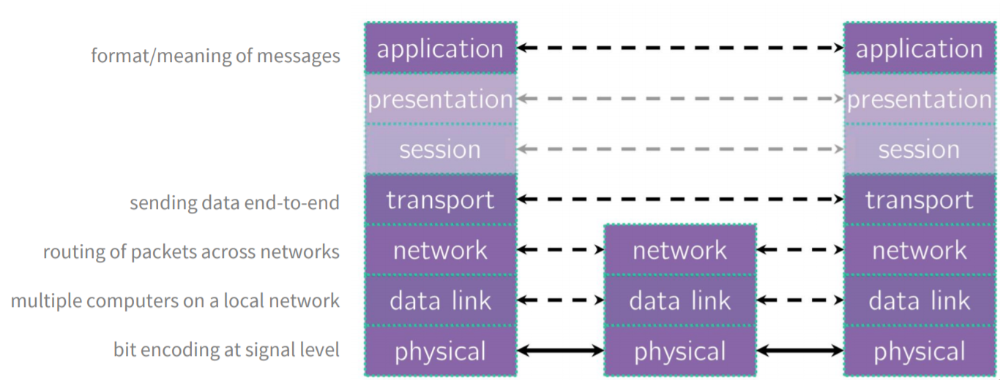 format/meaning of messages application application
presentation presentation
session session
sending data end-to-end transport transport
routing of packets across networks network network network
multiple computers on a local network data link data link data link
bit encoding at signal level physical physical physical